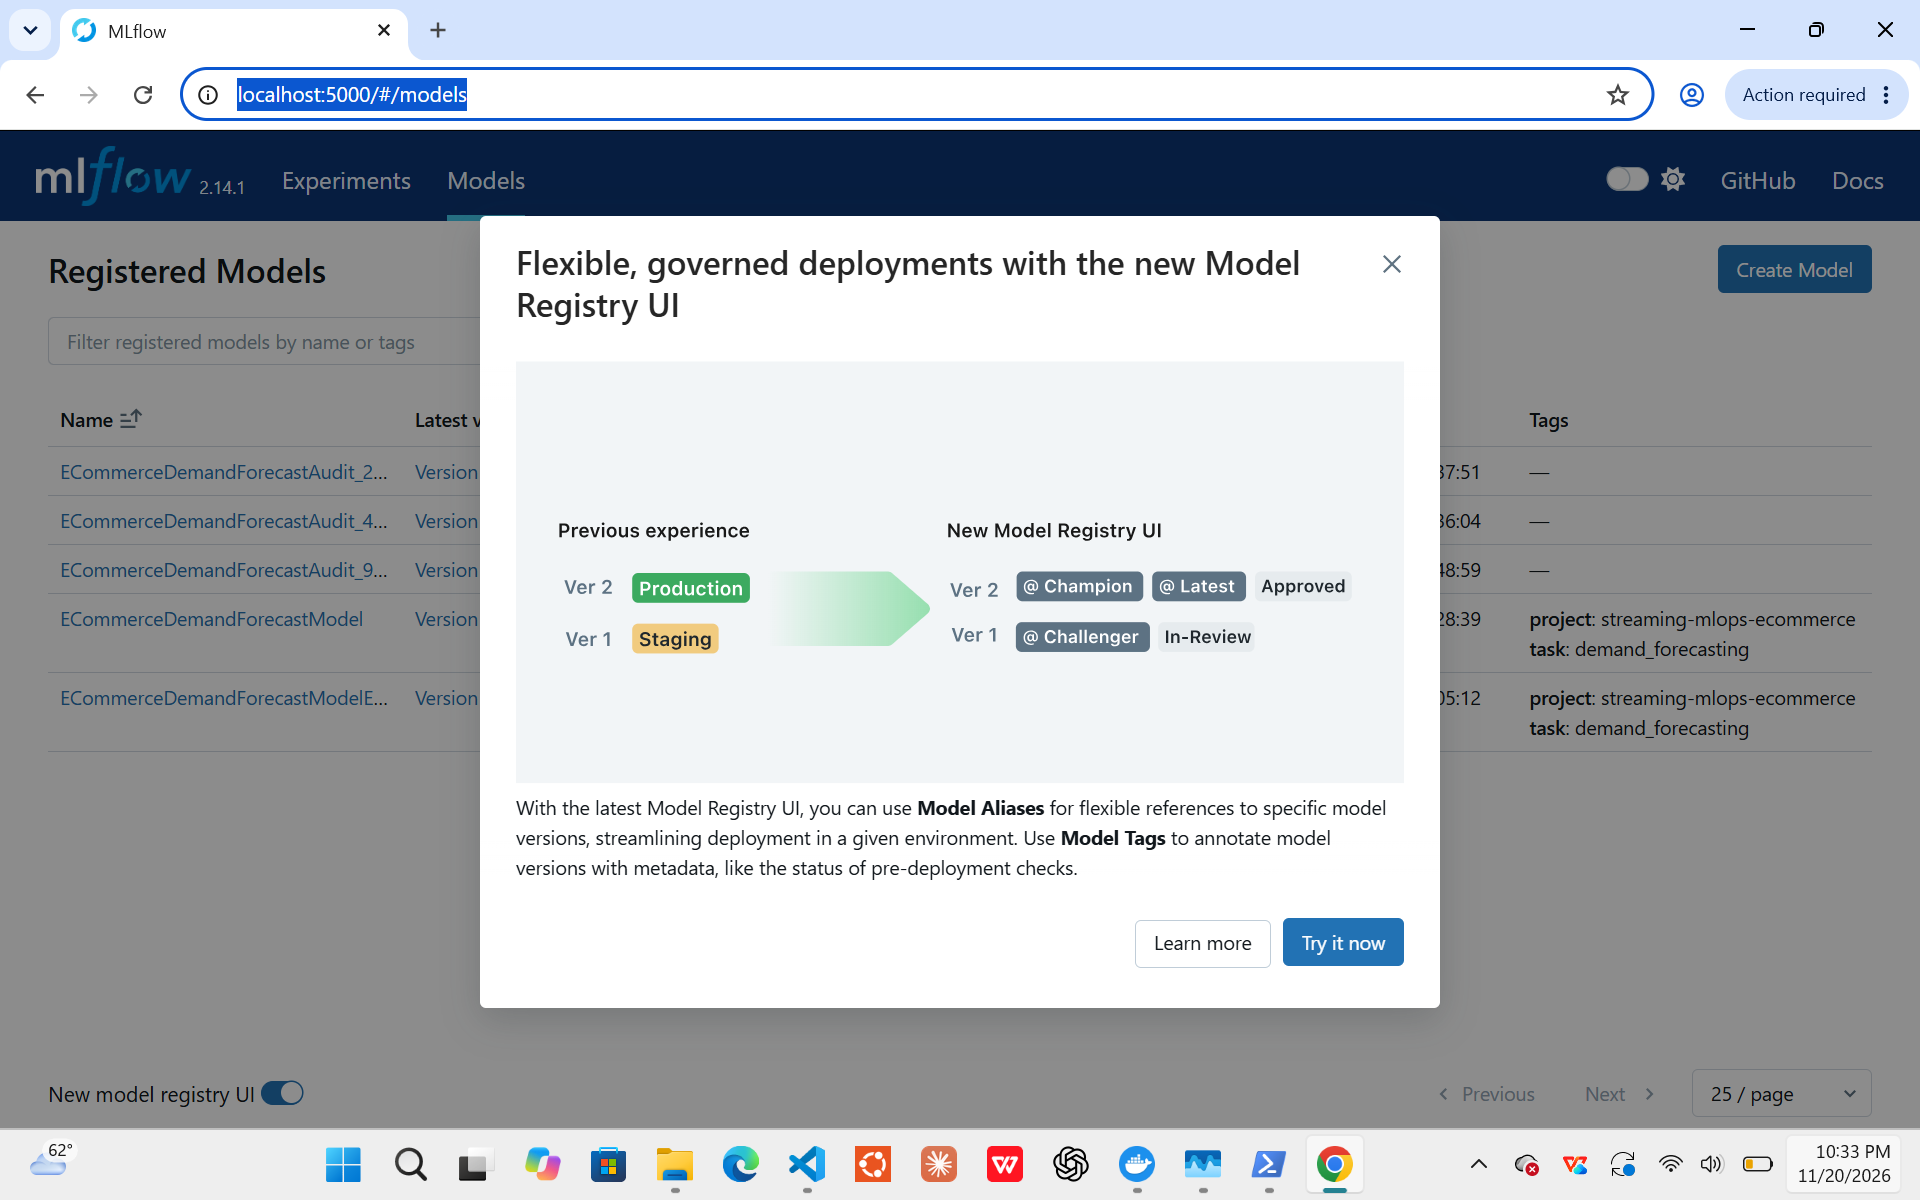 MLflow
localhost:5000/#/models
Action required
mlflow 2.14.1
Experiments
Models
GitHub
Docs
Registered Models
Create Model
Filter registered models by name or tags
Name
Latest v
Tags
ECommerceDemandForecastAudit_2...
Version
37:51
—
ECommerceDemandForecastAudit_4...
Version
36:04
—
ECommerceDemandForecastAudit_9...
Version
48:59
—
ECommerceDemandForecastModel
Version
28:39
project: streaming-mlops-ecommerce
task: demand_forecasting
ECommerceDemandForecastModelE...
Version
05:12
project: streaming-mlops-ecommerce
task: demand_forecasting
Flexible, governed deployments with the new Model
Registry UI
Previous experience
Ver 2 Production
Ver 1 Staging
New Model Registry UI
Ver 2 @ Champion @ Latest Approved
Ver 1 @ Challenger In-Review
With the latest Model Registry UI, you can use Model Aliases for flexible references to specific model
versions, streamlining deployment in a given environment. Use Model Tags to annotate model
versions with metadata, like the status of pre-deployment checks.
Learn more
Try it now
New model registry UI
Previous
Next
25 / page
62°
10:33 PM
11/20/2026